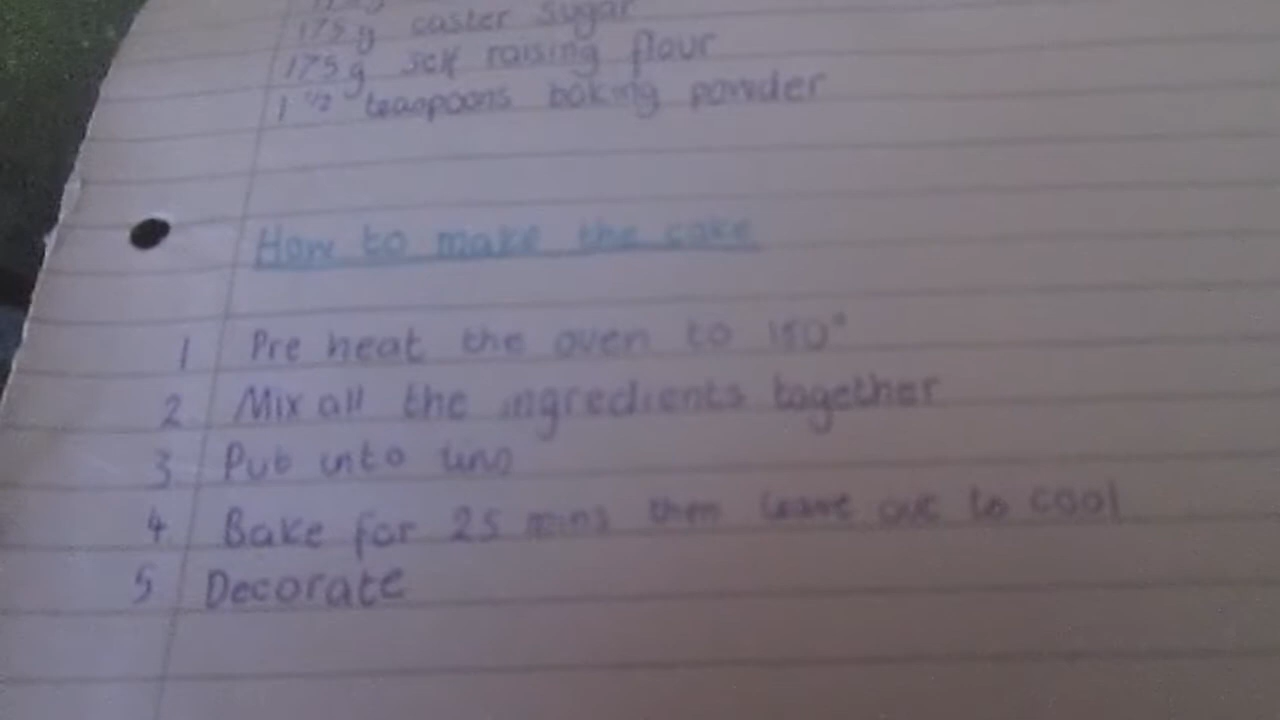 175g caster sugar
175g self raising flour
1 1/2 teaspoons baking powder
How to make the cake
1 Pre heat the oven to 150°
2 Mix all the ingredients together
3 Put into tins
4 Bake for 25 mins then leave out to cool
5 Decorate